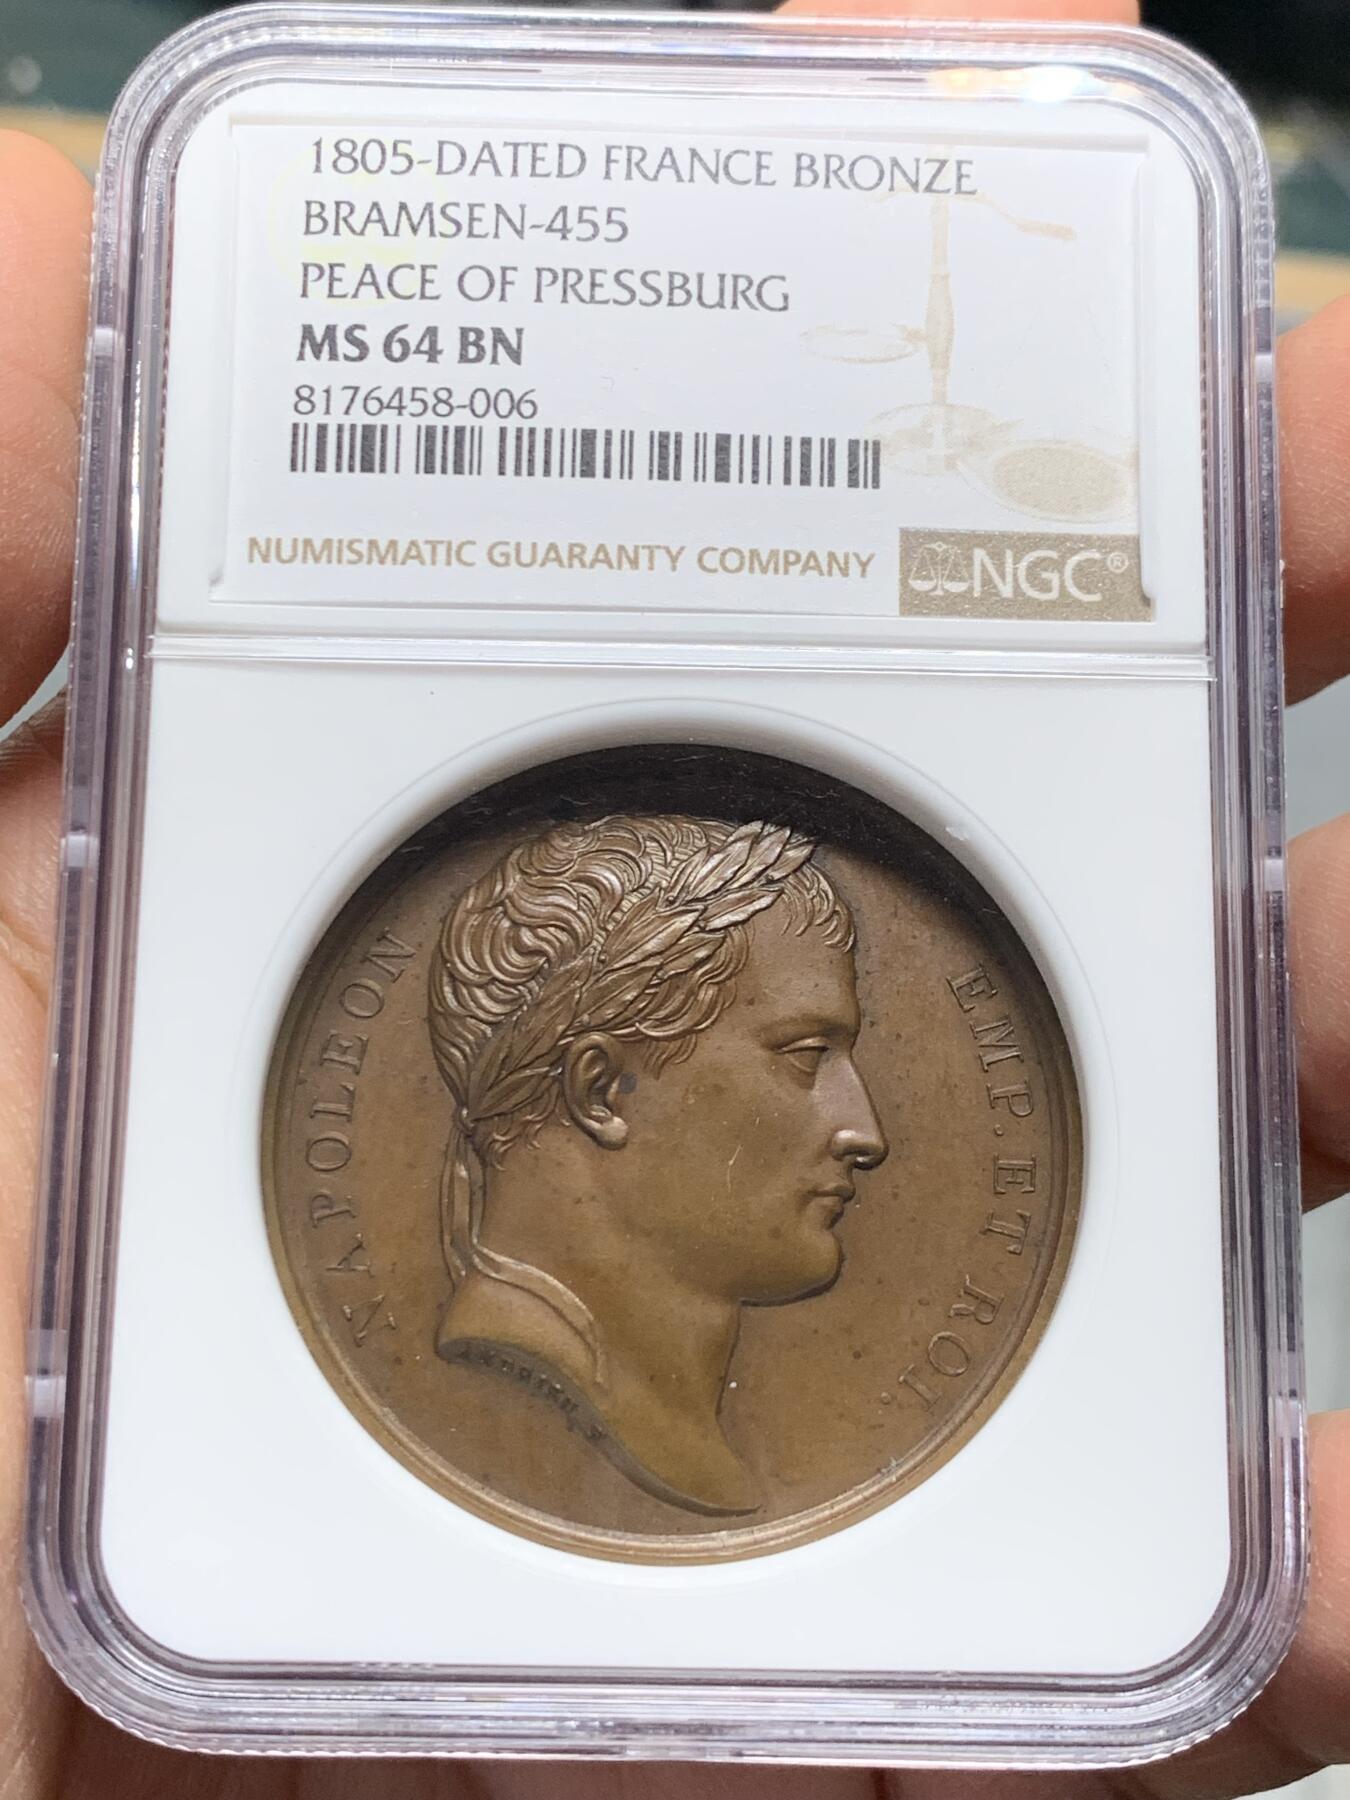 1805-DATED FRANCE BRONZE
BRAMSEN-455
PEACE OF PRESSBURG
MS 64 BN
8176458-006
NUMISMATIC GUARANTY COMPANY
NGC®
NAPOLEON
EMP. ET ROI.
ANDRIEU F.